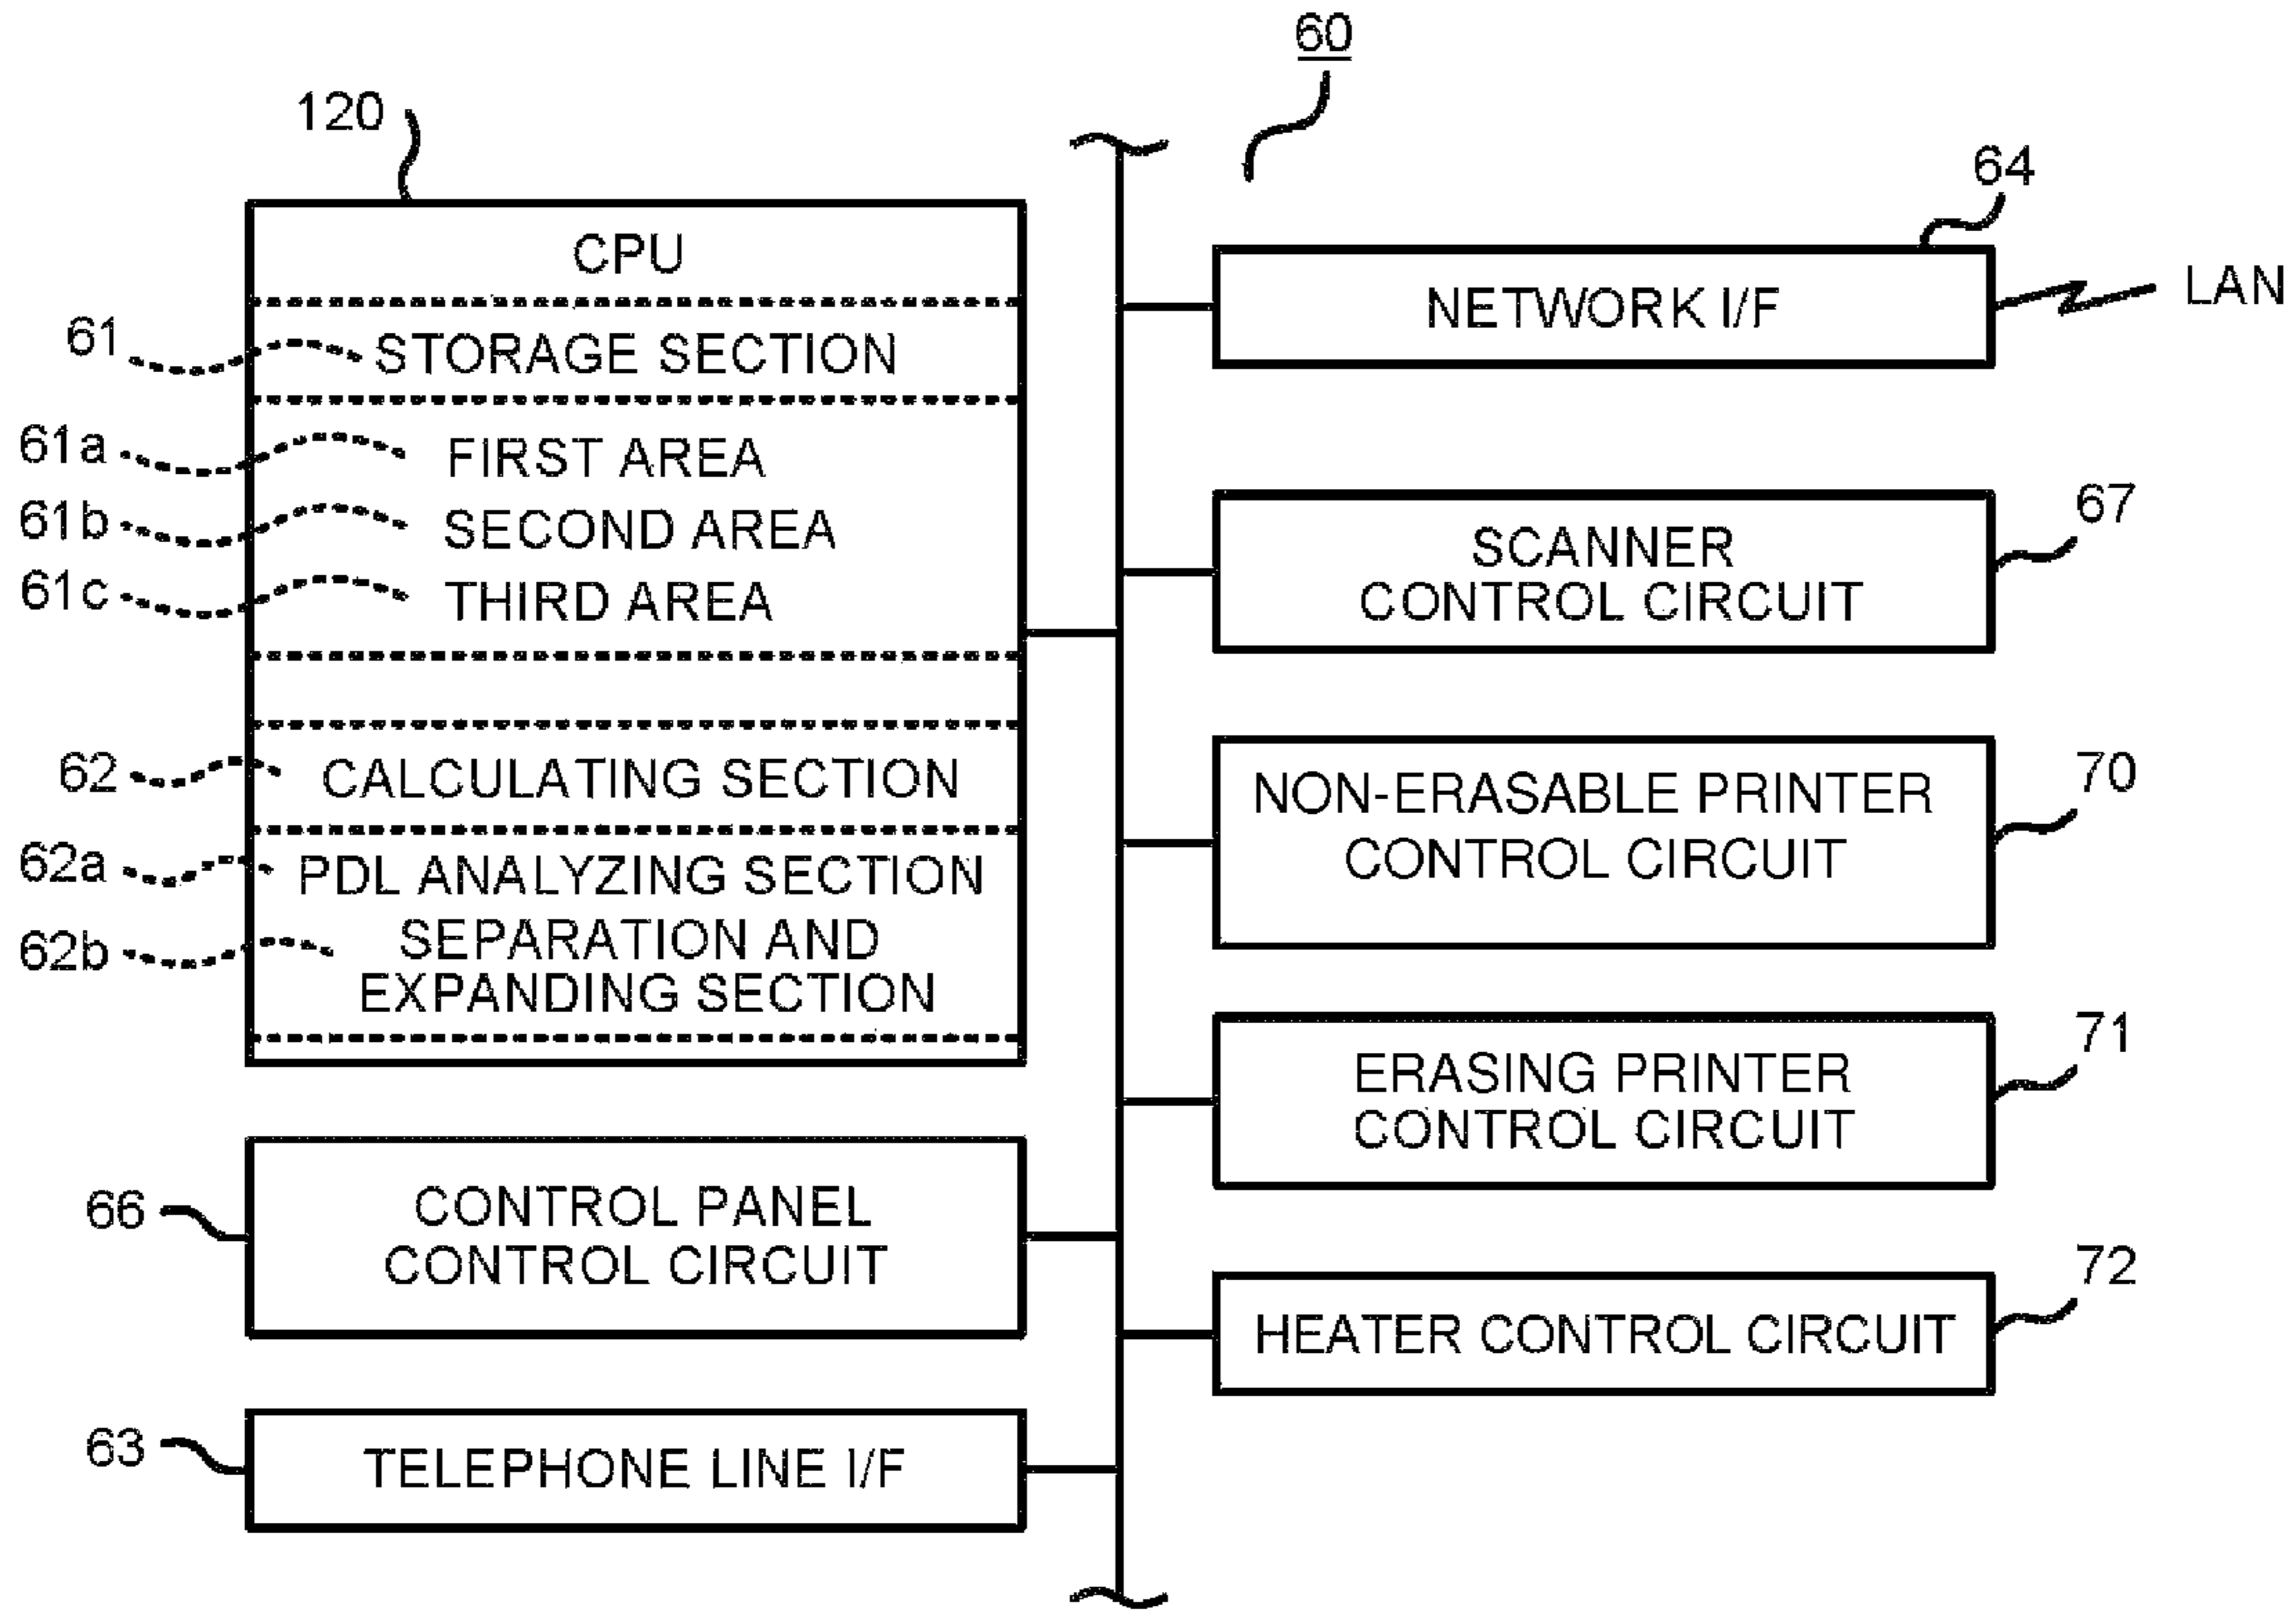 60
120
CPU
61
STORAGE SECTION
61a
FIRST AREA
61b
SECOND AREA
61c
THIRD AREA
62
CALCULATING SECTION
62a
PDL ANALYZING SECTION
62b
SEPARATION AND
EXPANDING SECTION
66
CONTROL PANEL
CONTROL CIRCUIT
63
TELEPHONE LINE I/F
64
NETWORK I/F
LAN
67
SCANNER
CONTROL CIRCUIT
70
NON-ERASABLE PRINTER
CONTROL CIRCUIT
71
ERASING PRINTER
CONTROL CIRCUIT
72
HEATER CONTROL CIRCUIT